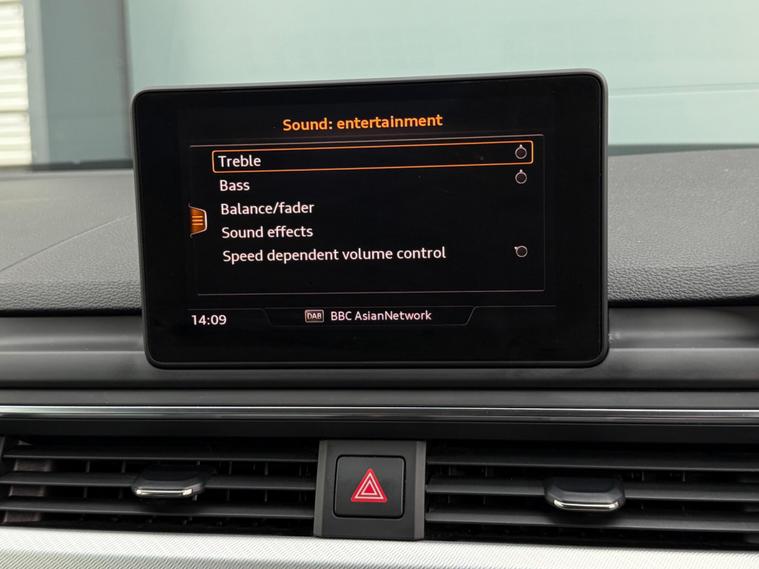 Sound: entertainment
Treble
Bass
Balance/fader
Sound effects
Speed dependent volume control
14:09
DAB BBC AsianNetwork